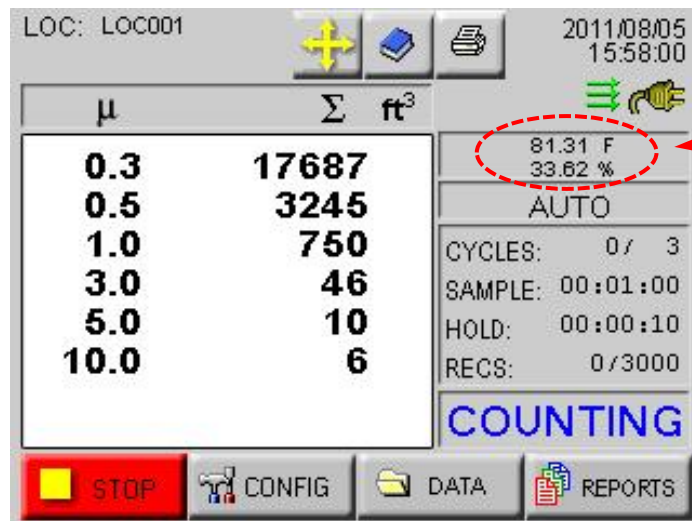 LOC: LOC001
2011/08/05
15:58:00
μ Σ ft³
0.3 17687
0.5 3245
1.0 750
3.0 46
5.0 10
10.0 6
81.31 F
33.62 %
AUTO
CYCLES: 0/ 3
SAMPLE: 00:01:00
HOLD: 00:00:10
RECS: 0/3000
COUNTING
STOP CONFIG DATA REPORTS